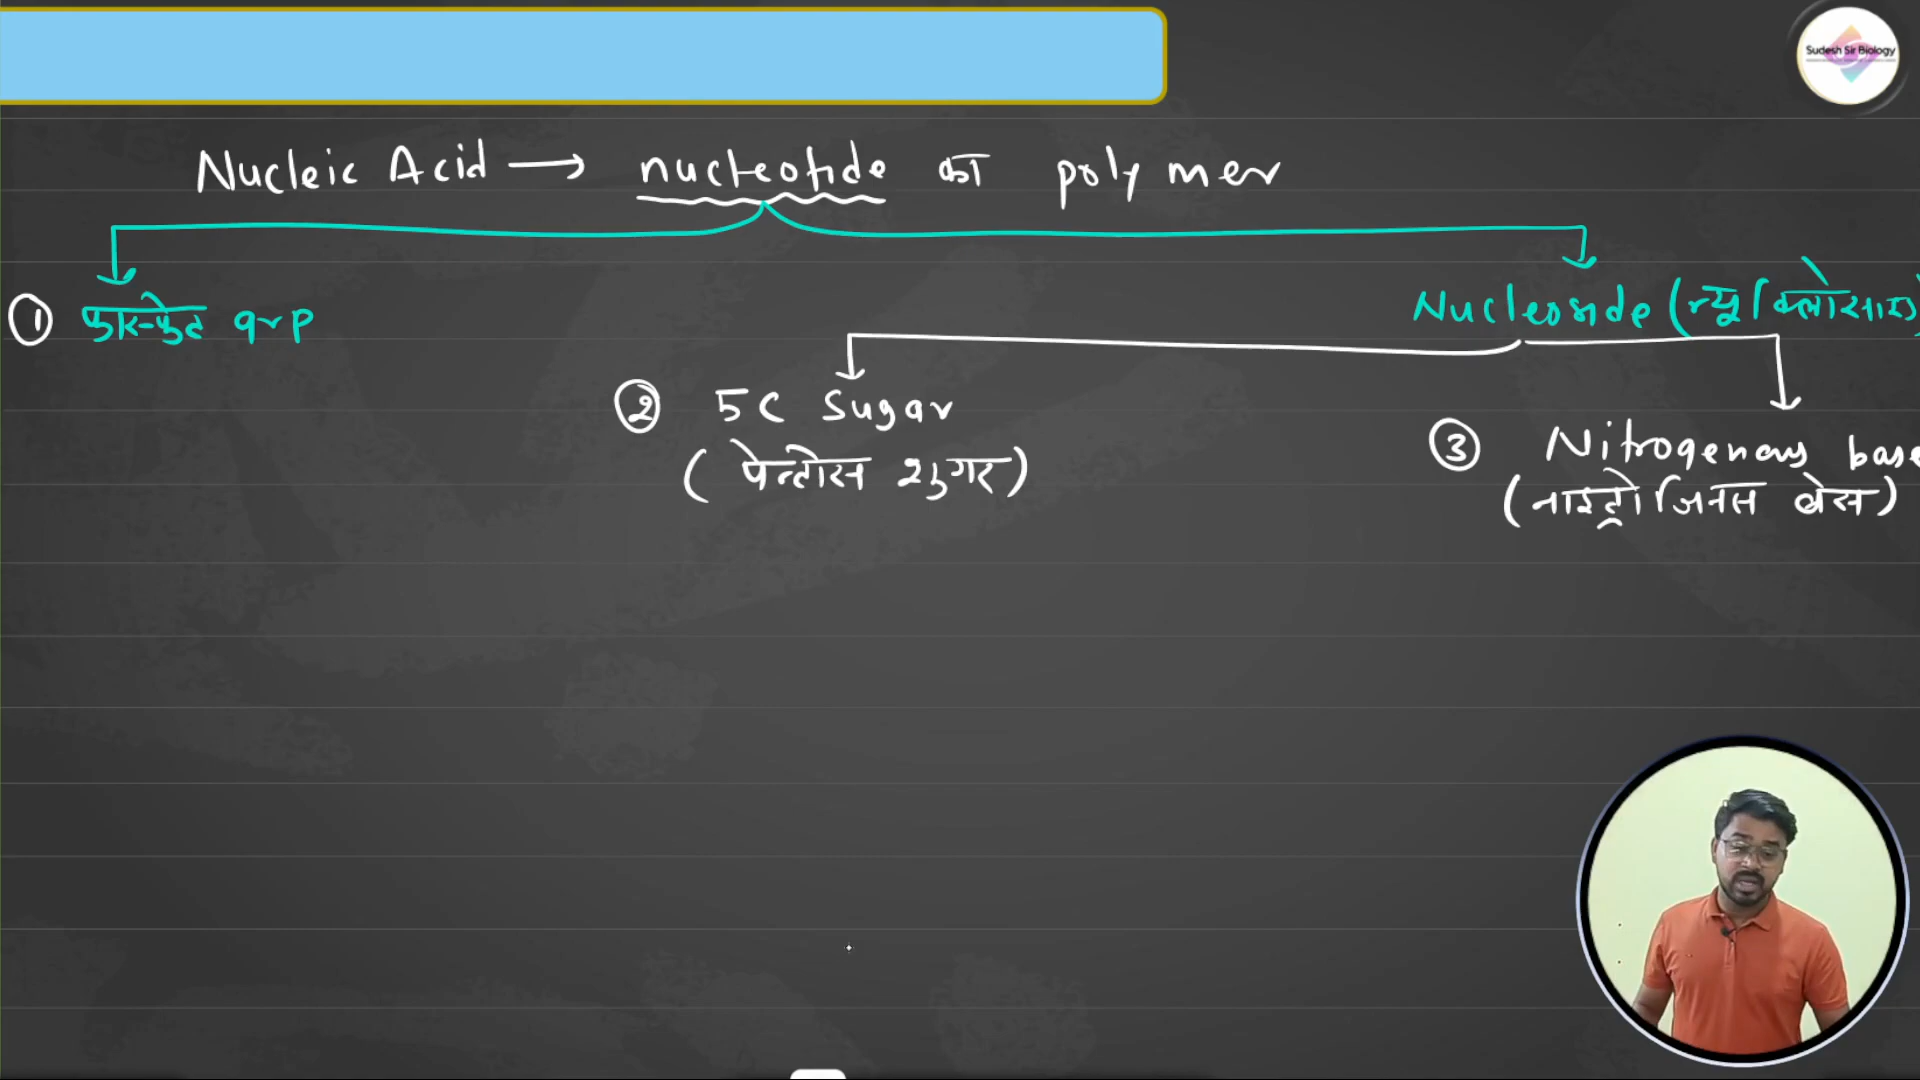 Sudesh Sir Biology
Nucleic Acid → nucleotide का polymer
① फास्फेट grp
Nucleoside (न्यूक्लियोसाइड)
② 5C Sugar
(पेन्टोस शुगर)
③ Nitrogenous base
(नाइट्रोजिनस बेस)